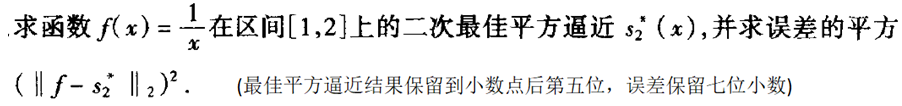 求函数 f(x) = 1/x 在区间[1,2]上的二次最佳平方逼近 s₂*(x),并求误差的平方
(‖f − s₂*‖₂)². (最佳平方逼近结果保留到小数点后第五位，误差保留七位小数)